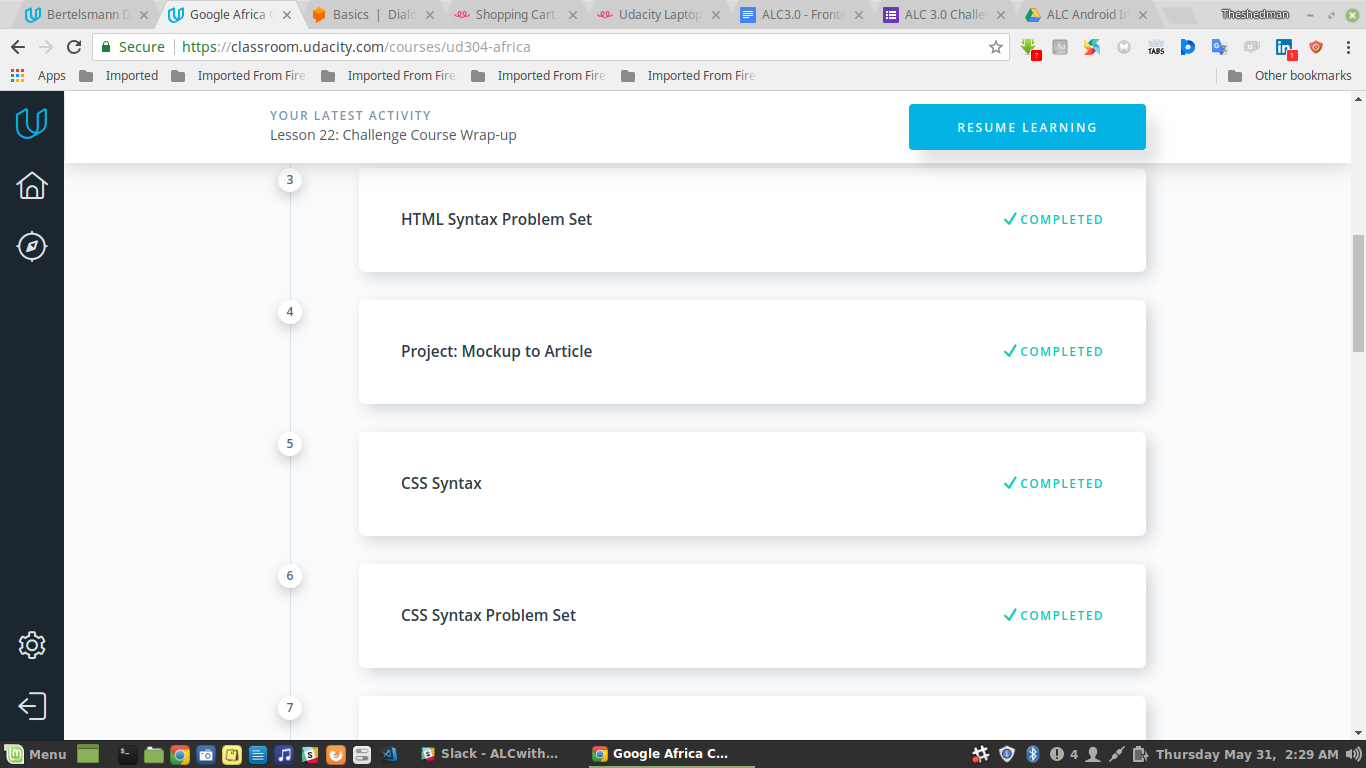 Bertelsmann D
Google Africa C
Basics | Dialo
Shopping Cart
Udacity Laptop
ALC3.0 - Fronte
ALC 3.0 Challe
ALC Android In
Theshedman
Secure
https://classroom.udacity.com/courses/ud304-africa
?
Aa
TABS
1
Apps
Imported
Imported From Fire
Imported From Fire
Imported From Fire
Imported From Fire
Other bookmarks
YOUR LATEST ACTIVITY
Lesson 22: Challenge Course Wrap-up
RESUME LEARNING
3
HTML Syntax Problem Set
COMPLETED
4
Project: Mockup to Article
COMPLETED
5
CSS Syntax
COMPLETED
6
CSS Syntax Problem Set
COMPLETED
7
Menu
Slack - ALCwith...
Google Africa C...
4
Thursday May 31, 2:29 AM